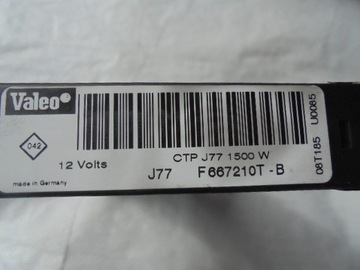 Valeo
042
12 Volts
made in Germany
CTP J77 1500 W
J77 F667210T - B
08T185 U0085